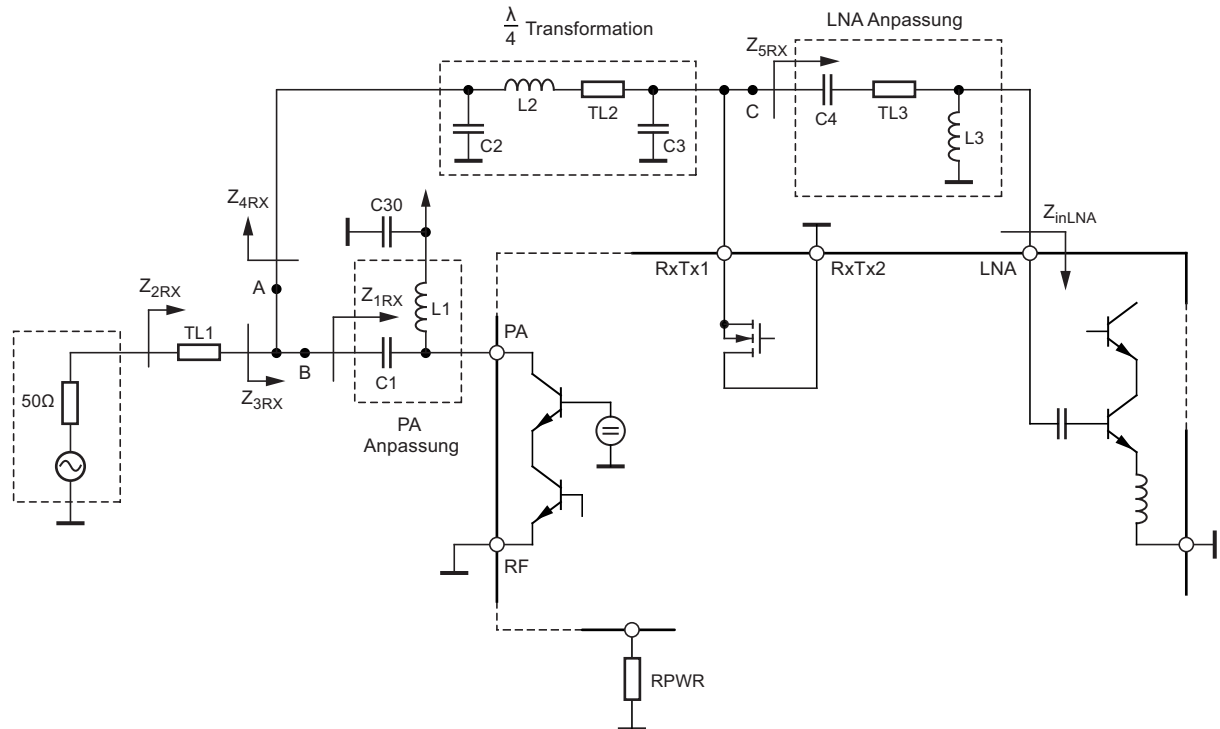 λ/4 Transformation
LNA Anpassung
Z5RX
L2
TL2
C
C4
TL3
C2
C3
L3
Z4RX
C30
ZinLNA
RxTx1
RxTx2
LNA
A
Z2RX
Z1RX
L1
TL1
PA
B
Z3RX
C1
50Ω
PA
Anpassung
RF
RPWR